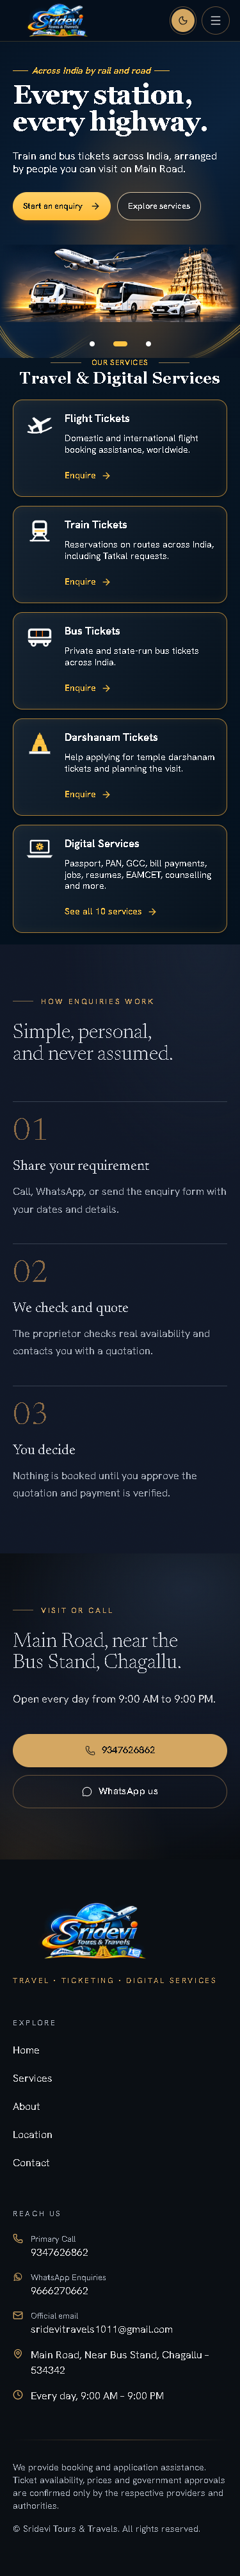 Sridevi
Tours & Travels
Across India by rail and road
Every station,
every highway.
Train and bus tickets across India, arranged
by people you can visit on Main Road.
Start an enquiry
Explore services
OUR SERVICES
Travel & Digital Services
Flight Tickets
Domestic and international flight
booking assistance, worldwide.
Enquire
Train Tickets
Reservations on routes across India,
including Tatkal requests.
Enquire
Bus Tickets
Private and state-run bus tickets
across India.
Enquire
Darshanam Tickets
Help applying for temple darshanam
tickets and planning the visit.
Enquire
Digital Services
Passport, PAN, GCC, bill payments,
jobs, resumes, EAMCET, counselling
and more.
See all 10 services
HOW ENQUIRIES WORK
Simple, personal,
and never assumed.
01
Share your requirement
Call, WhatsApp, or send the enquiry form with
your dates and details.
02
We check and quote
The proprietor checks real availability and
contacts you with a quotation.
03
You decide
Nothing is booked until you approve the
quotation and payment is verified.
VISIT OR CALL
Main Road, near the
Bus Stand, Chagallu.
Open every day from 9:00 AM to 9:00 PM.
9347626862
WhatsApp us
Sridevi
Tours & Travels
TRAVEL • TICKETING • DIGITAL SERVICES
EXPLORE
Home
Services
About
Location
Contact
REACH US
Primary Call
9347626862
WhatsApp Enquiries
9666270662
Official email
sridevitravels1011@gmail.com
Main Road, Near Bus Stand, Chagallu –
534342
Every day, 9:00 AM – 9:00 PM
We provide booking and application assistance.
Ticket availability, prices and government approvals
are confirmed only by the respective providers and
authorities.
© Sridevi Tours & Travels. All rights reserved.